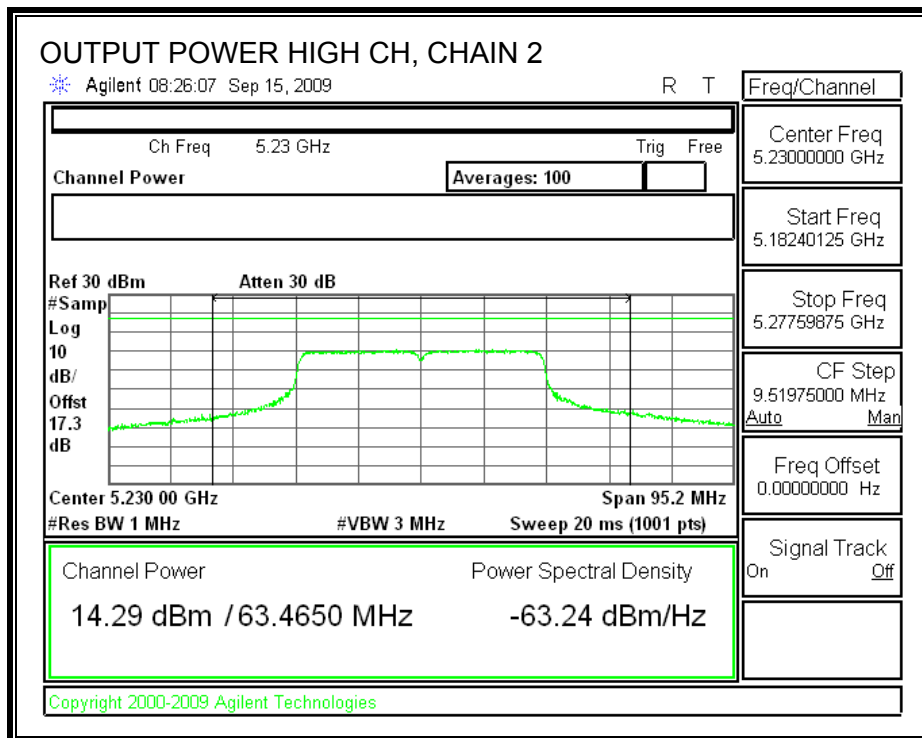 OUTPUT POWER HIGH CH, CHAIN 2
Agilent 08:26:07 Sep 15, 2009 R T
Freq/Channel
Ch Freq 5.23 GHz Trig Free
Channel Power Averages: 100
Center Freq
5.23000000 GHz
Start Freq
5.18240125 GHz
Stop Freq
5.27759875 GHz
CF Step
9.51975000 MHz
Auto Man
Freq Offset
0.00000000 Hz
Signal Track
On Off
Ref 30 dBm Atten 30 dB
#Samp
Log
10
dB/
Offst
17.3
dB
Center 5.230 00 GHz Span 95.2 MHz
#Res BW 1 MHz #VBW 3 MHz Sweep 20 ms (1001 pts)
Channel Power Power Spectral Density
14.29 dBm / 63.4650 MHz -63.24 dBm/Hz
Copyright 2000-2009 Agilent Technologies